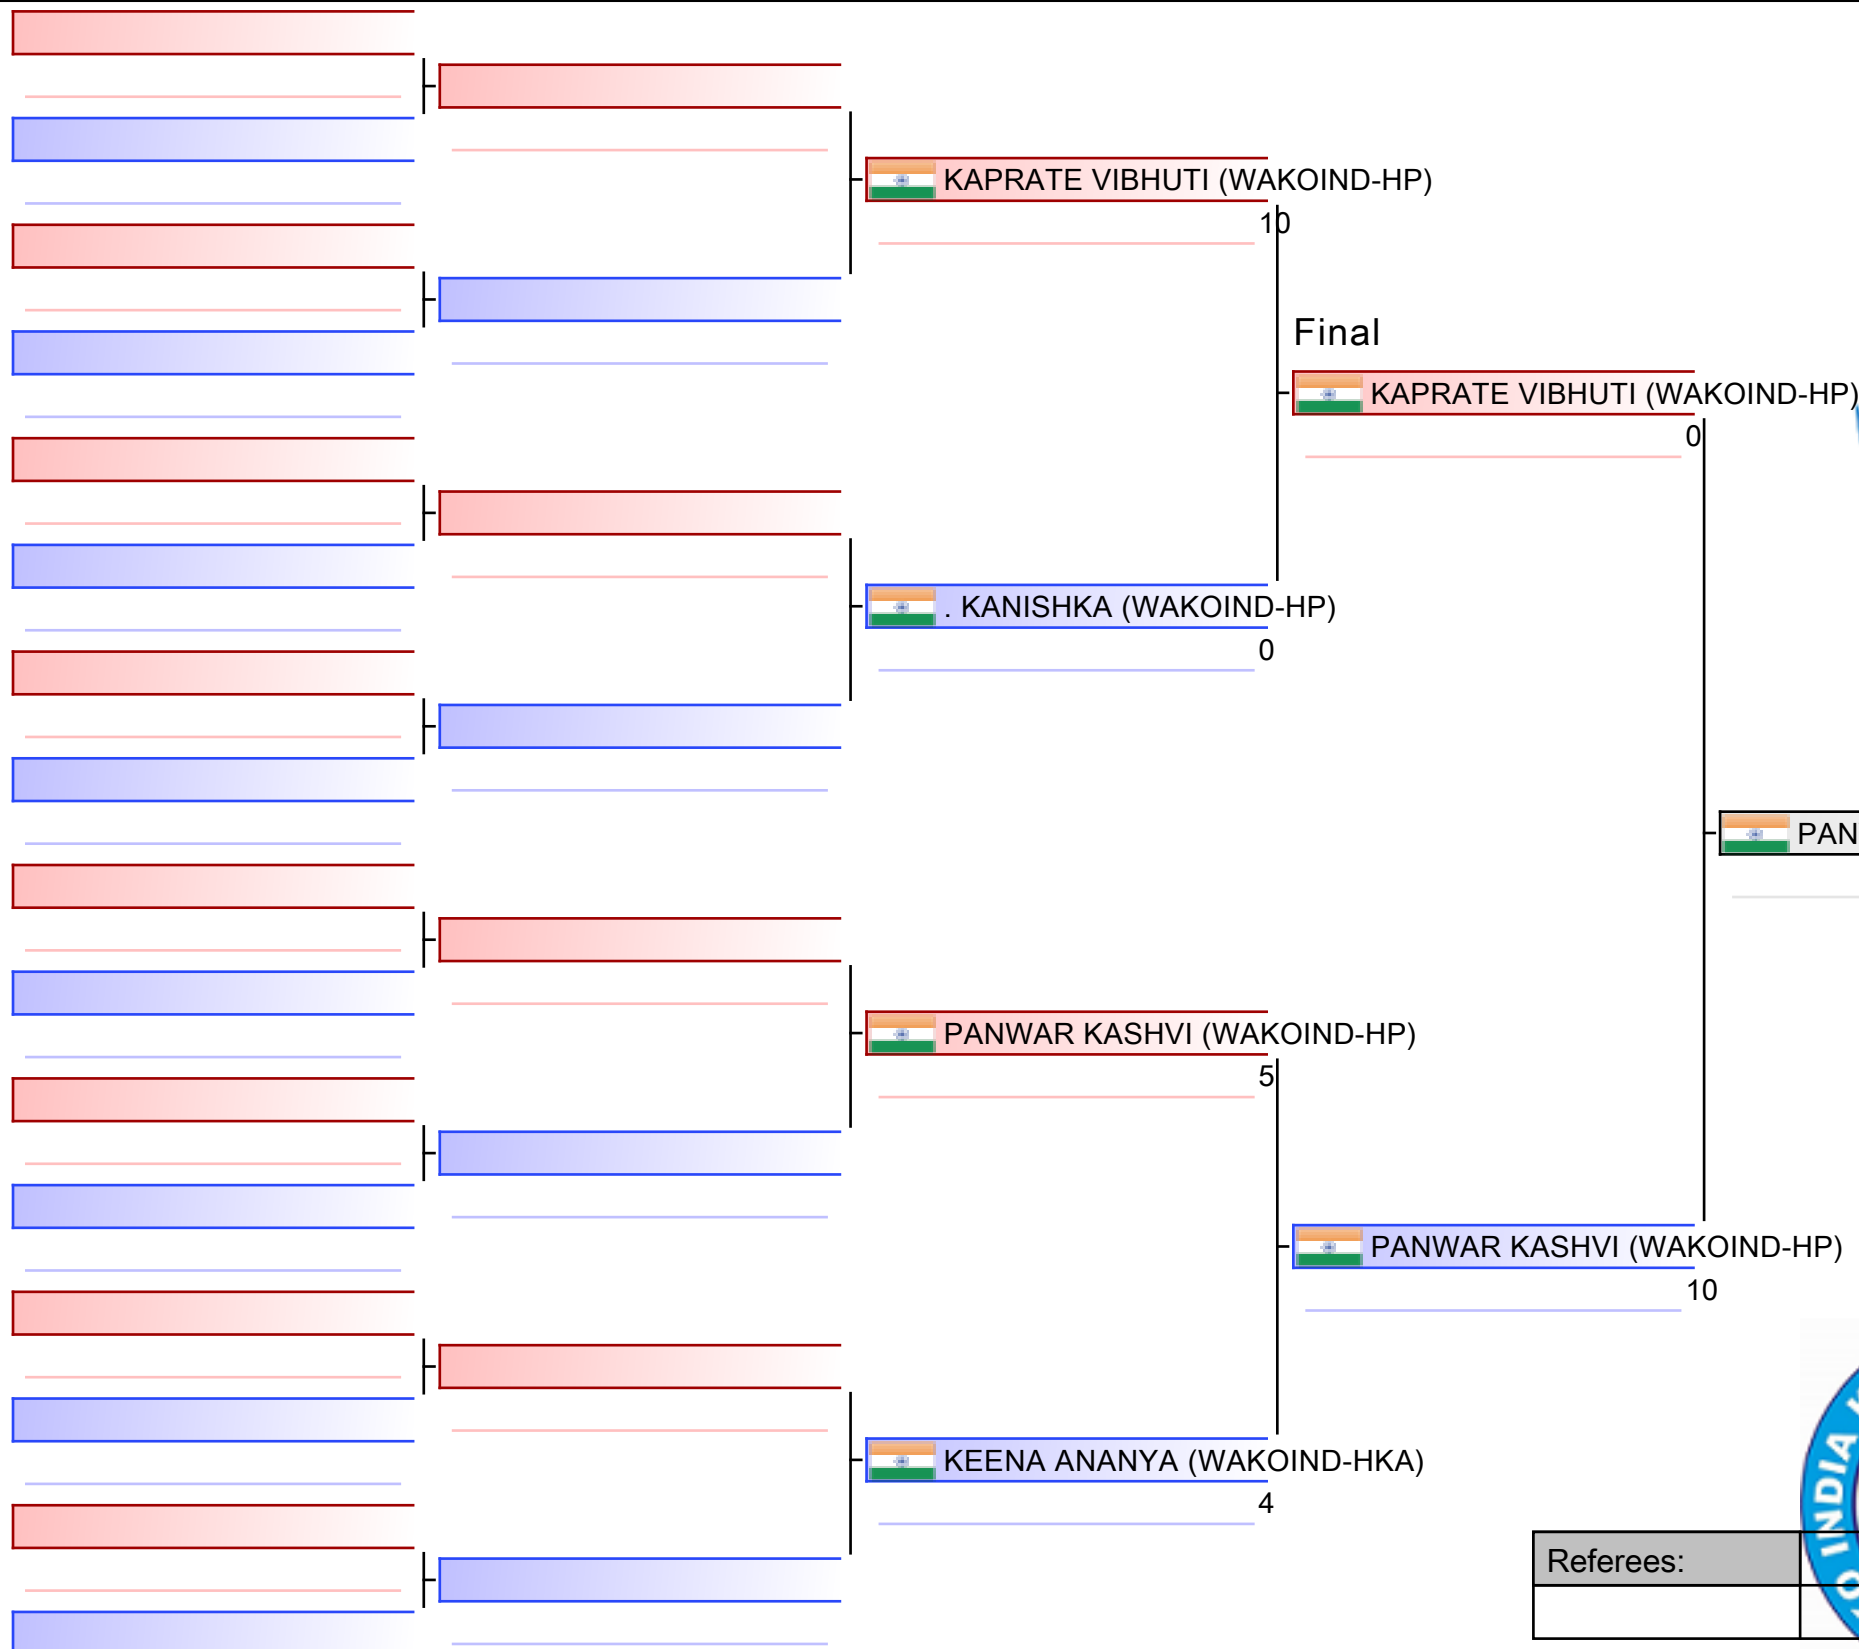 KAPRATE VIBHUTI (WAKOIND-HP)
10
Final
KAPRATE VIBHUTI (WAKOIND-HP)
0
. KANISHKA (WAKOIND-HP)
0
PAN
PANWAR KASHVI (WAKOIND-HP)
5
PANWAR KASHVI (WAKOIND-HP)
10
KEENA ANANYA (WAKOIND-HKA)
4
Referees:
INDIA